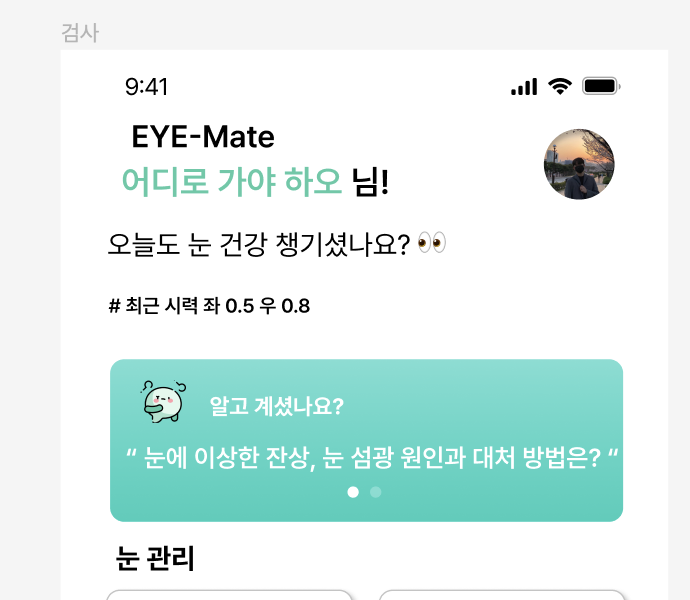 검사
9:41
EYE-Mate
어디로 가야 하오 님!
오늘도 눈 건강 챙기셨나요? 👀
# 최근 시력 좌 0.5 우 0.8
알고 계셨나요?
“ 눈에 이상한 잔상, 눈 섬광 원인과 대처 방법은? “
눈 관리